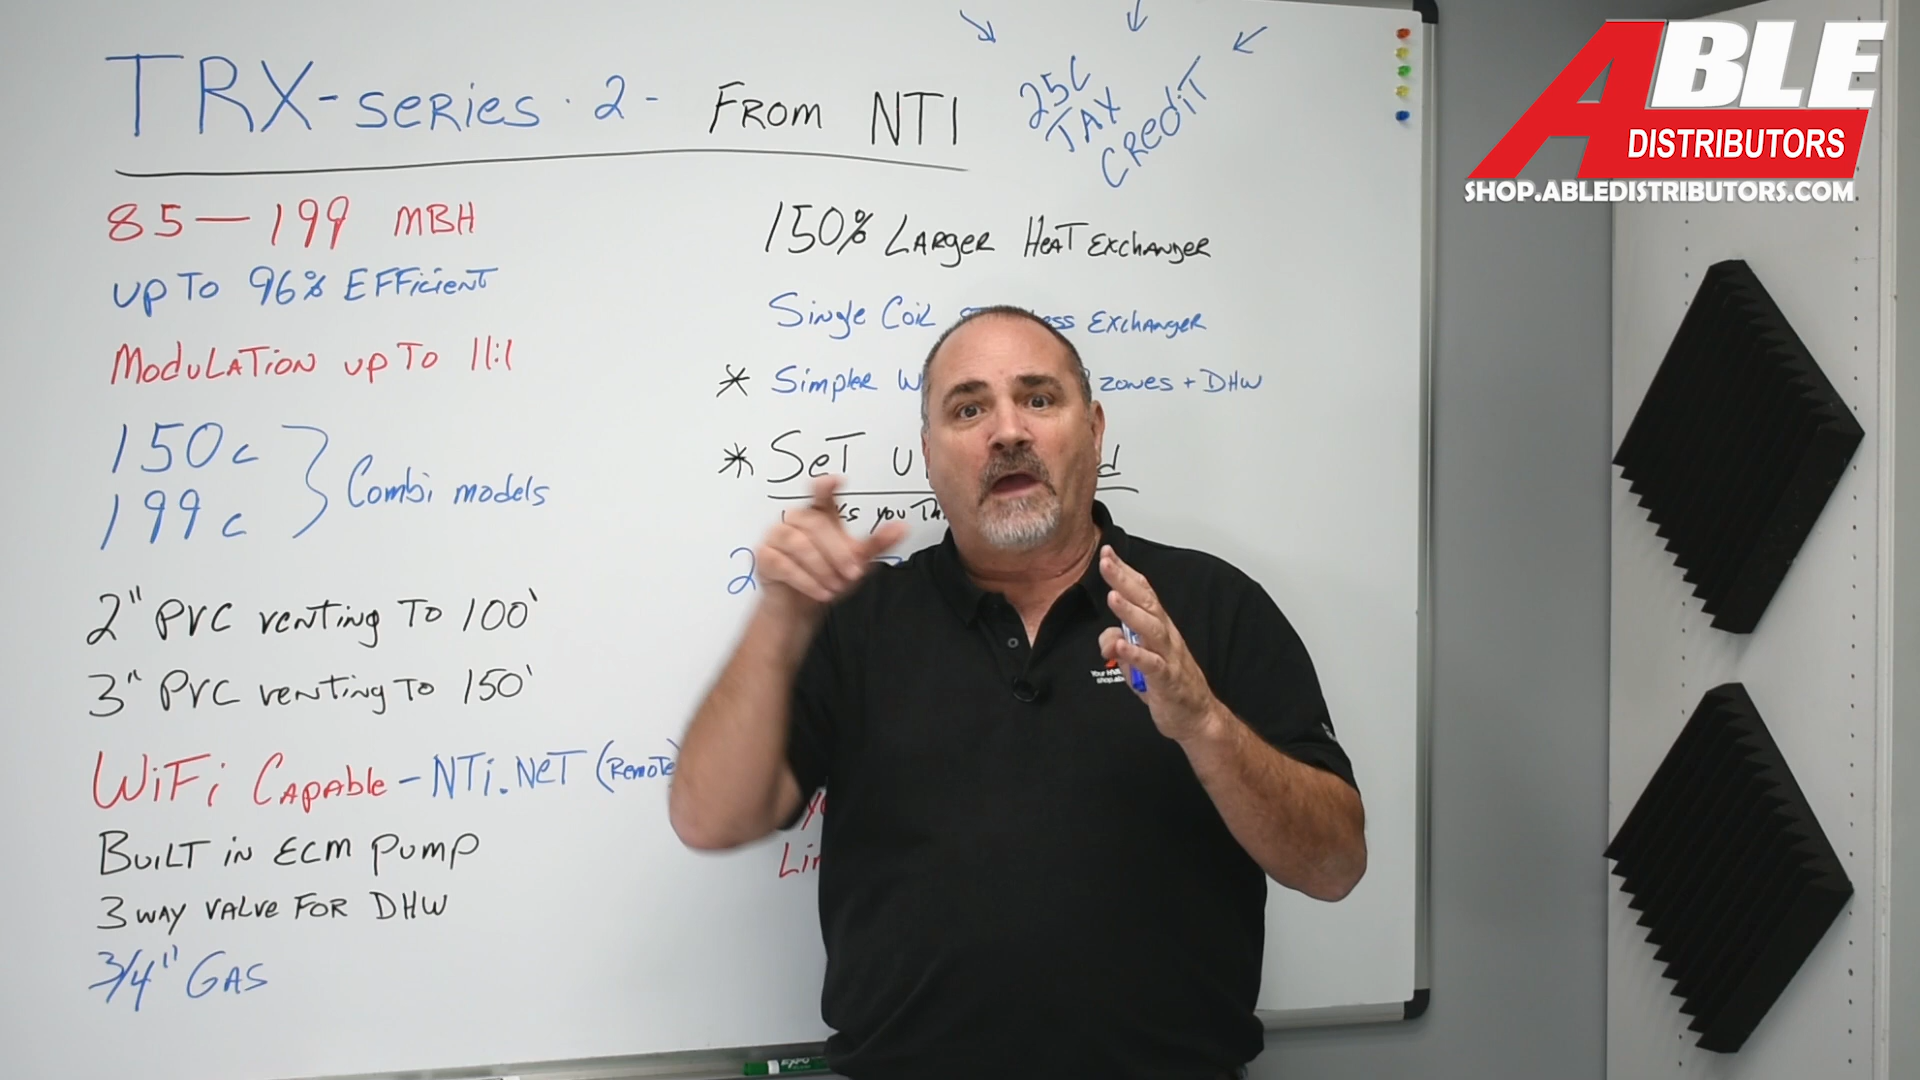 TRX-series · 2 - From NTI
25C
TAX
CrediT
ABLE
DISTRIBUTORS
SHOP.ABLEDISTRIBUTORS.COM
85 — 199 MBH
up To 96% EFFicient
ModulATion up To 11:1
150c
199c
Combi models
2" PVC venting To 100'
3" PVC venting To 150'
WiFi CapAble - NTi.NeT (Remote)
Built in ECM pump
3 way valve For DHW
3/4" GAS
150% Larger HeaT Exchanger
Single Coil Exchanger
* Simpler zones + DHW
* SeT
you
2